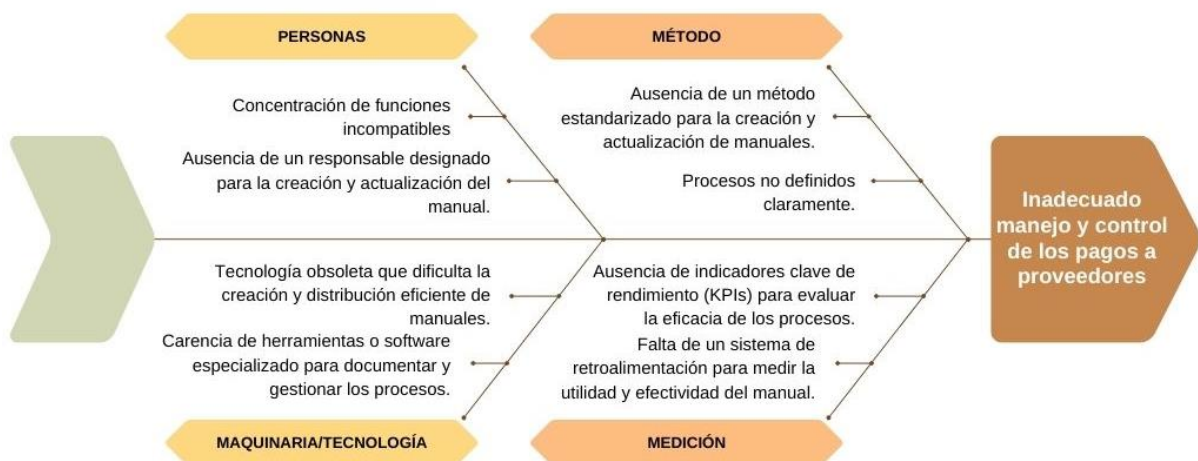 PERSONAS
MÉTODO
Concentración de funciones
incompatibles
Ausencia de un responsable designado
para la creación y actualización del
manual.
Ausencia de un método
estandarizado para la creación y
actualización de manuales.
Procesos no definidos
claramente.
Inadecuado
manejo y control
de los pagos a
proveedores
Tecnología obsoleta que dificulta la
creación y distribución eficiente de
manuales.
Carencia de herramientas o software
especializado para documentar y
gestionar los procesos.
Ausencia de indicadores clave de
rendimiento (KPIs) para evaluar
la eficacia de los procesos.
Falta de un sistema de
retroalimentación para medir la
utilidad y efectividad del manual.
MAQUINARIA/TECNOLOGÍA
MEDICIÓN